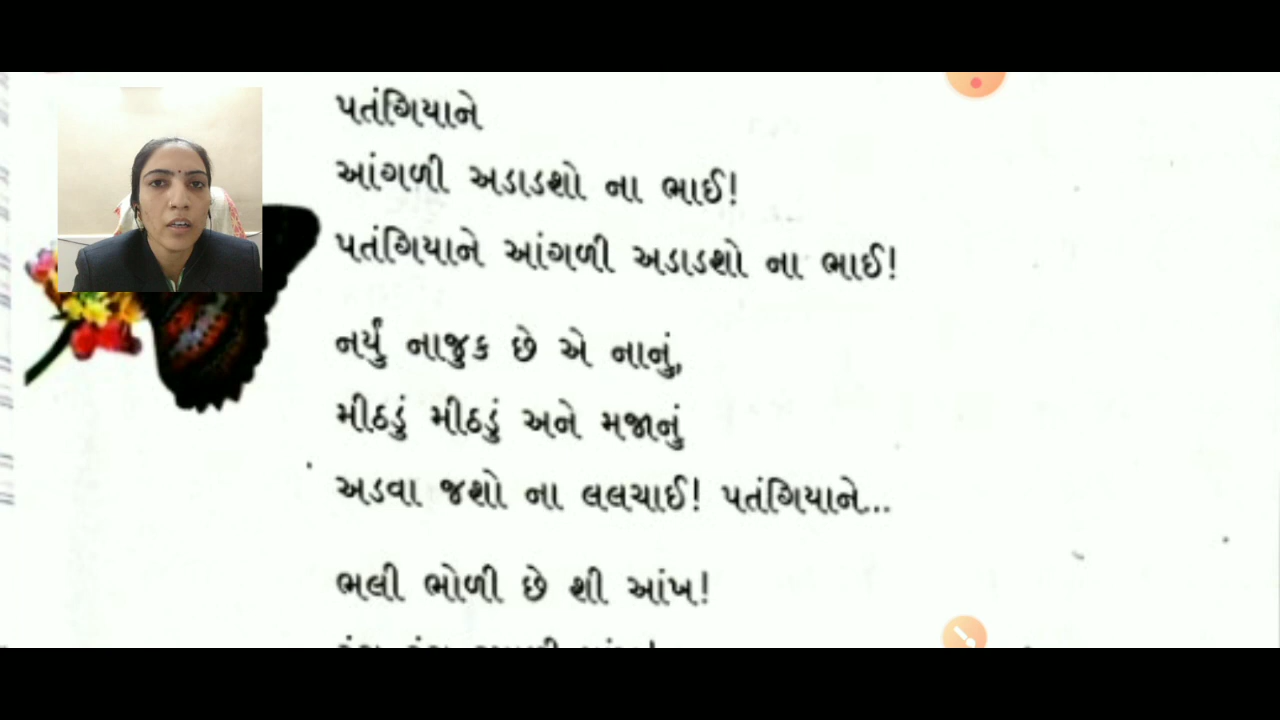 પતંગિયાને
આંગળી અડાડશો ના ભાઈ!
પતંગિયાને આંગળી અડાડશો ના ભાઈ!
નર્યું નાજુક છે એ નાનું,
મીઠડું મીઠડું અને મજાનું
અડવા જશો ના લલચાઈ! પતંગિયાને...
ભલી ભોળી છે શી આંખ!